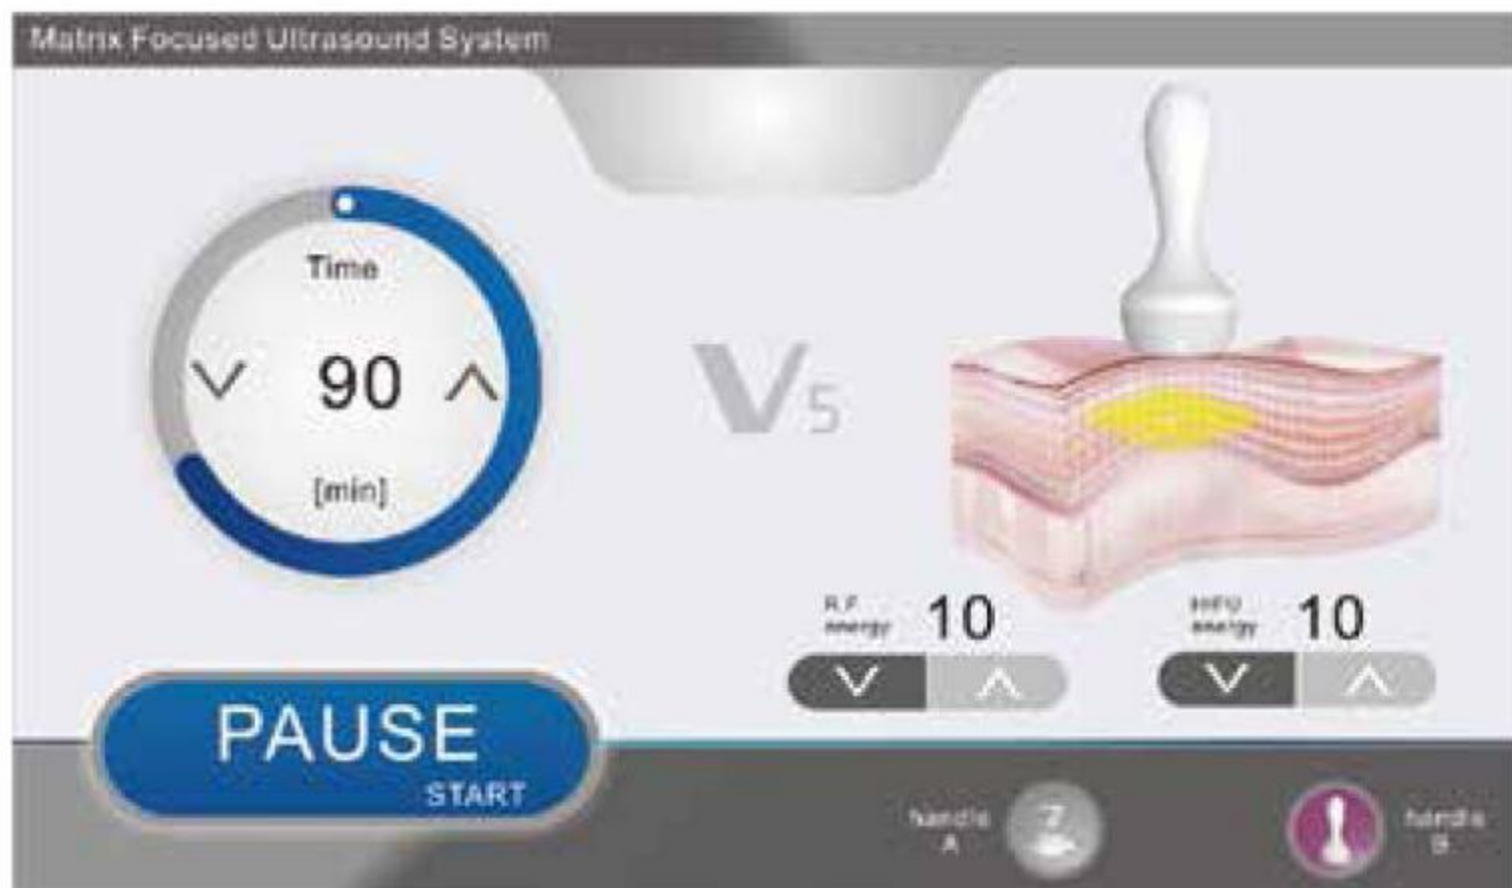 Matrix Focused Ultrasound System
Time
90
[min]
V5
R.F
energy
10
HIFU
energy
10
PAUSE
START
handle
A
handle
B